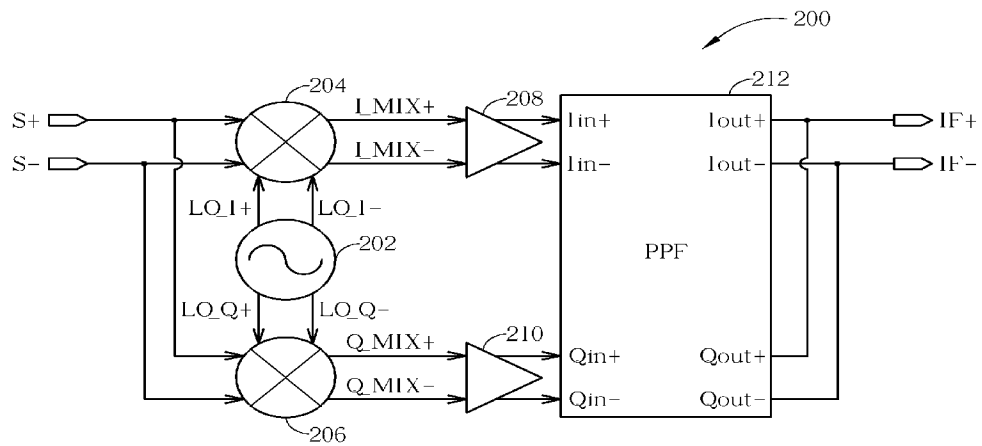 200
204
212
I_MIX+
208
S+
Iin+
Iout+
IF+
I_MIX-
S-
Iin-
Iout-
IF-
LO_I+
LO_I-
202
PPF
LO_Q+
LO_Q-
Q_MIX+
210
Qin+
Qout+
Q_MIX-
Qin-
Qout-
206